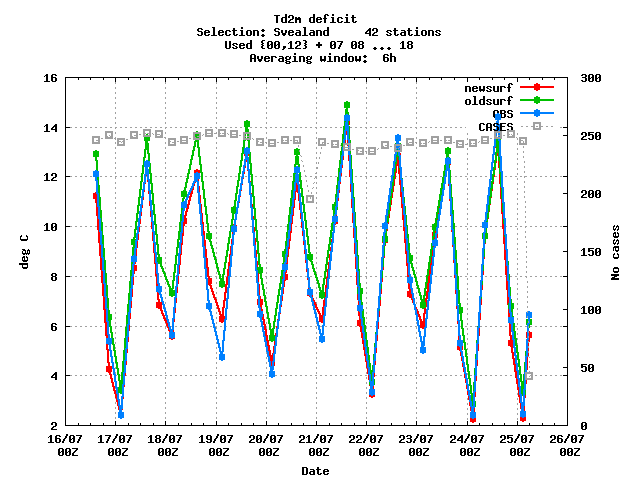 Td2m deficit
Selection: Svealand     42 stations
Used {00,12} + 07 08 ... 18
Averaging window:  6h
newsurf
oldsurf
OBS
CASES
deg C
16
14
12
10
8
6
4
2
300
250
200
150
100
50
0
No cases
16/07 17/07 18/07 19/07 20/07 21/07 22/07 23/07 24/07 25/07 26/07
00Z 00Z 00Z 00Z 00Z 00Z 00Z 00Z 00Z 00Z 00Z
Date